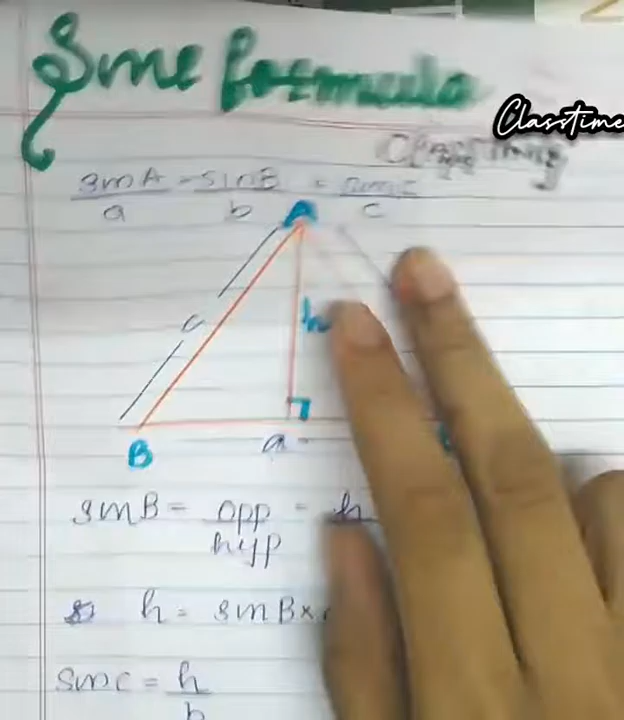 Sine formula
Classtime
sinA = sinB = sinC
a b c
A
c
h
B
a
sinB = opp = h
hyp
h = sinB×
sinC = h
b